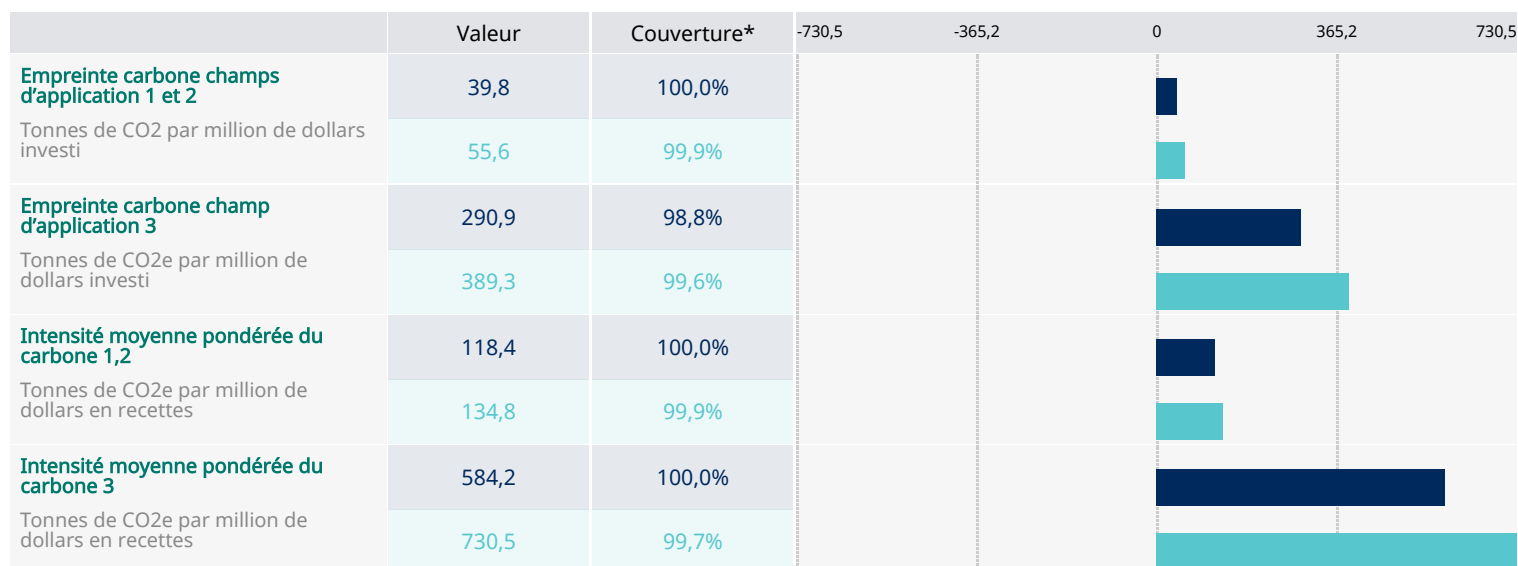 Valeur Couverture* -730,5 -365,2 0 365,2 730,5
Empreinte carbone champs
d'application 1 et 2
Tonnes de CO2 par million de dollars
investi
39,8 100,0%
55,6 99,9%
Empreinte carbone champ
d'application 3
Tonnes de CO2e par million de
dollars investi
290,9 98,8%
389,3 99,6%
Intensité moyenne pondérée du
carbone 1,2
Tonnes de CO2e par million de
dollars en recettes
118,4 100,0%
134,8 99,9%
Intensité moyenne pondérée du
carbone 3
Tonnes de CO2e par million de
dollars en recettes
584,2 100,0%
730,5 99,7%